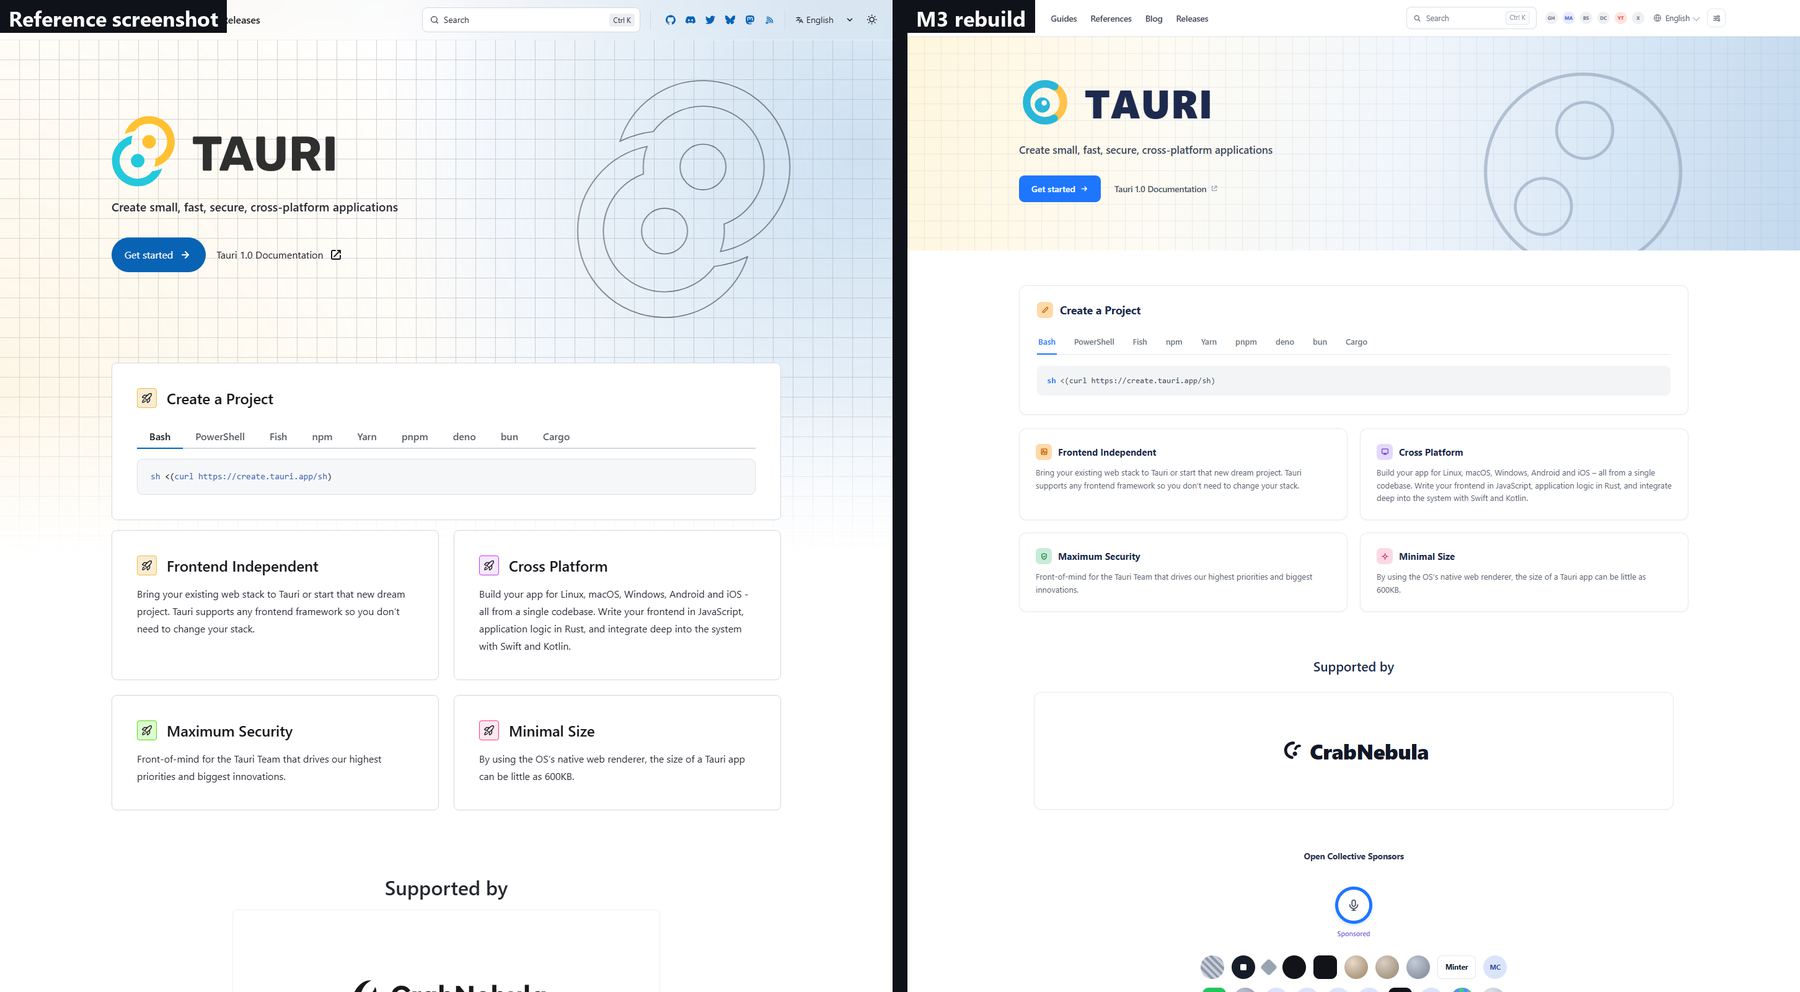 Reference screenshot
Releases
Search
Ctrl K
English
TAURI
Create small, fast, secure, cross-platform applications
Get started
Tauri 1.0 Documentation
Create a Project
Bash PowerShell Fish npm Yarn pnpm deno bun Cargo
sh <(curl https://create.tauri.app/sh)
Frontend Independent
Bring your existing web stack to Tauri or start that new dream
project. Tauri supports any frontend framework so you don't
need to change your stack.
Cross Platform
Build your app for Linux, macOS, Windows, Android and iOS -
all from a single codebase. Write your frontend in JavaScript,
application logic in Rust, and integrate deep into the system
with Swift and Kotlin.
Maximum Security
Front-of-mind for the Tauri Team that drives our highest
priorities and biggest innovations.
Minimal Size
By using the OS's native web renderer, the size of a Tauri app
can be little as 600KB.
Supported by
CrabNebula
M3 rebuild
Guides References Blog Releases
Search
Ctrl K
GH MA BS DC YT X
English
TAURI
Create small, fast, secure, cross-platform applications
Get started
Tauri 1.0 Documentation
Create a Project
Bash PowerShell Fish npm Yarn pnpm deno bun Cargo
sh <(curl https://create.tauri.app/sh)
Frontend Independent
Bring your existing web stack to Tauri or start that new dream project. Tauri
supports any frontend framework so you don't need to change your stack.
Cross Platform
Build your app for Linux, macOS, Windows, Android and iOS – all from a single
codebase. Write your frontend in JavaScript, application logic in Rust, and integrate
deep into the system with Swift and Kotlin.
Maximum Security
Front-of-mind for the Tauri Team that drives our highest priorities and biggest
innovations.
Minimal Size
By using the OS's native web renderer, the size of a Tauri app can be little as
600KB.
Supported by
CrabNebula
Open Collective Sponsors
Sponsored
Minter
MC